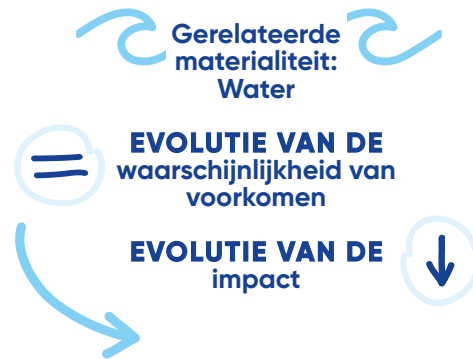 Gerelateerde
materialiteit:
Water
EVOLUTIE VAN DE
waarschijnlijkheid van
voorkomen
EVOLUTIE VAN DE
impact